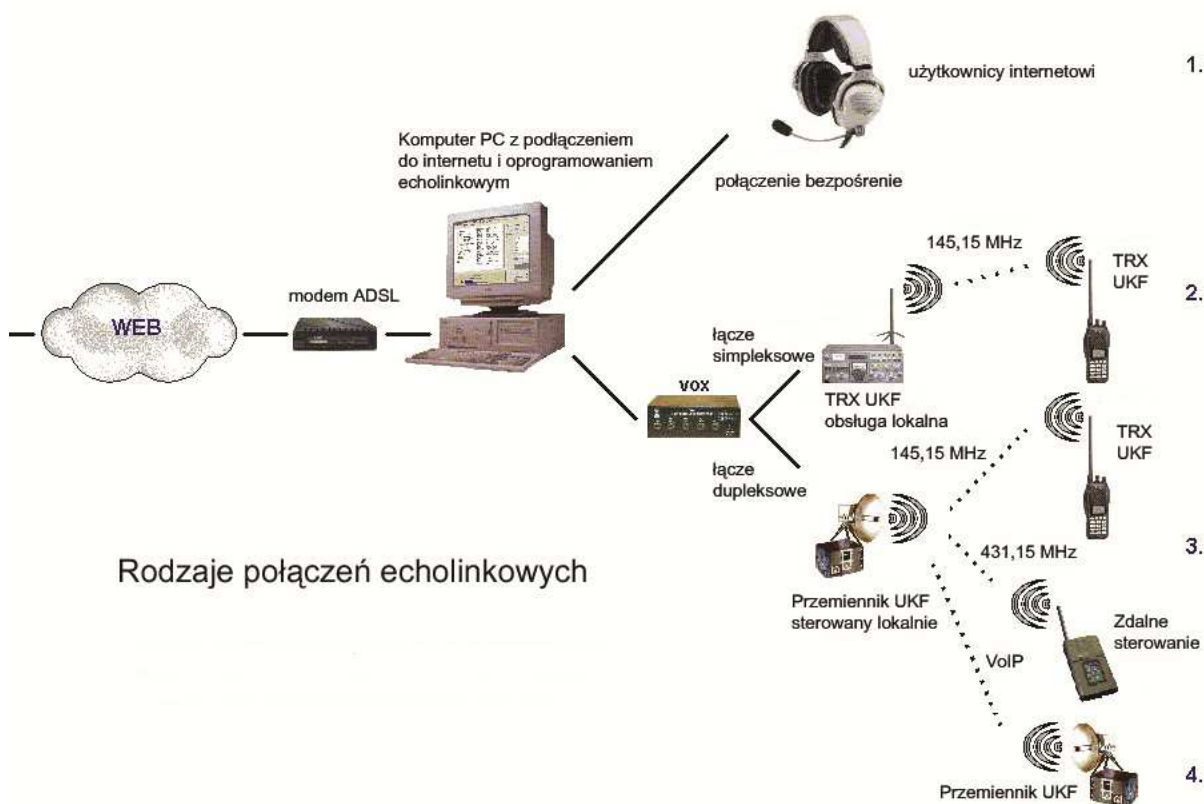 użytkownicy internetowi
1.
Komputer PC z podłączeniem
do internetu i oprogramowaniem
echolinkowym
połączenie bezpośrenie
145,15 MHz
TRX
UKF
2.
modem ADSL
WEB
łącze
simpleksowe
VOX
TRX UKF
obsługa lokalna
145,15 MHz
TRX
UKF
łącze
dupleksowe
431,15 MHz
3.
Rodzaje połączeń echolinkowych
Przemiennik UKF
sterowany lokalnie
Zdalne
sterowanie
VoIP
Przemiennik UKF
4.